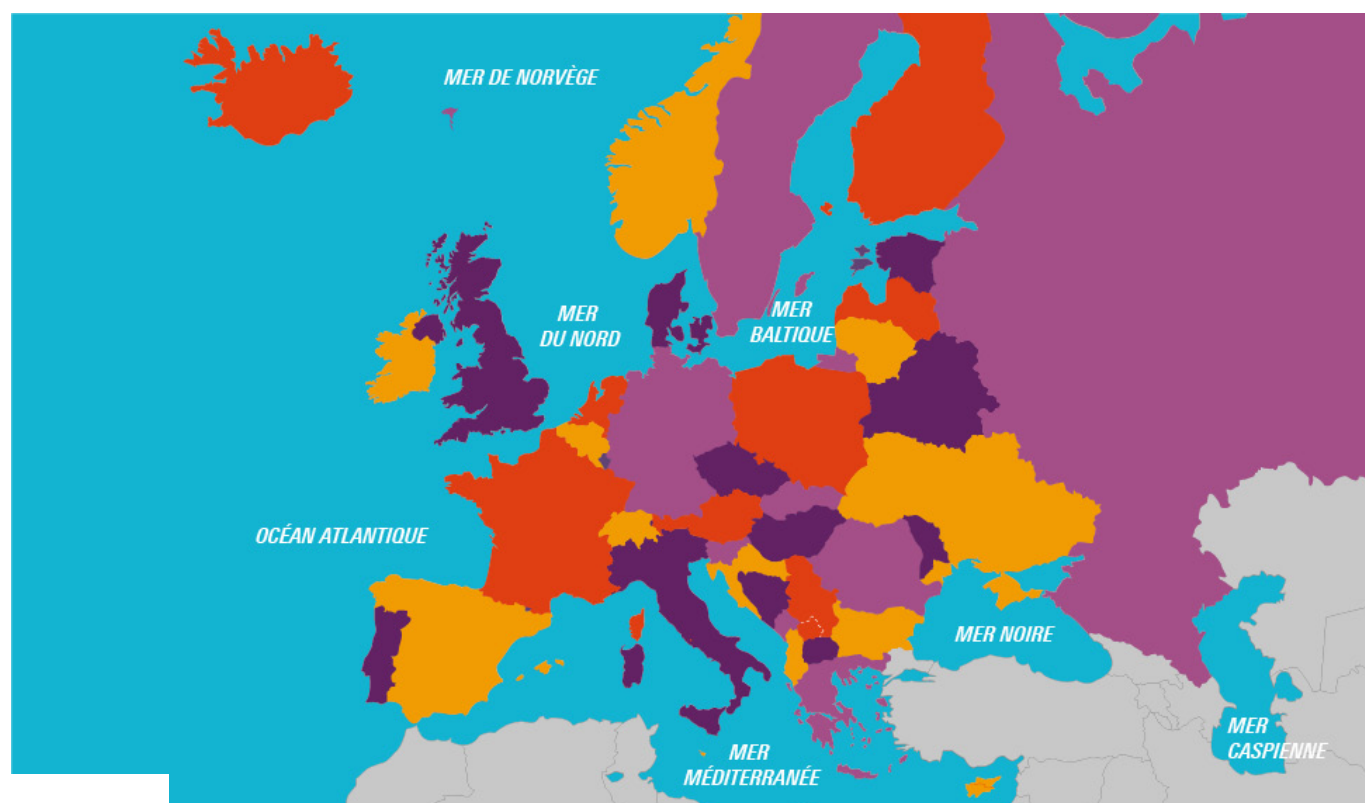 MER DE NORVÈGE
MER
DU NORD
MER
BALTIQUE
OCÉAN ATLANTIQUE
MER NOIRE
MER
CASPIENNE
MER
MÉDITERRANÉE